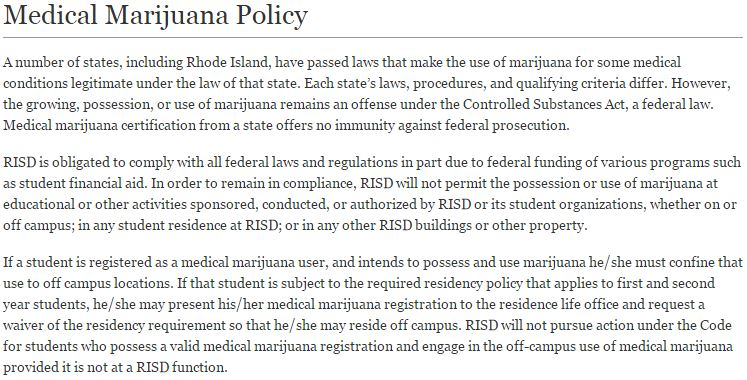 Medical Marijuana Policy
A number of states, including Rhode Island, have passed laws that make the use of marijuana for some medical
conditions legitimate under the law of that state. Each state's laws, procedures, and qualifying criteria differ. However,
the growing, possession, or use of marijuana remains an offense under the Controlled Substances Act, a federal law.
Medical marijuana certification from a state offers no immunity against federal prosecution.
RISD is obligated to comply with all federal laws and regulations in part due to federal funding of various programs such
as student financial aid. In order to remain in compliance, RISD will not permit the possession or use of marijuana at
educational or other activities sponsored, conducted, or authorized by RISD or its student organizations, whether on or
off campus; in any student residence at RISD; or in any other RISD buildings or other property.
If a student is registered as a medical marijuana user, and intends to possess and use marijuana he/she must confine that
use to off campus locations. If that student is subject to the required residency policy that applies to first and second
year students, he/she may present his/her medical marijuana registration to the residence life office and request a
waiver of the residency requirement so that he/she may reside off campus. RISD will not pursue action under the Code
for students who possess a valid medical marijuana registration and engage in the off-campus use of medical marijuana
provided it is not at a RISD function.